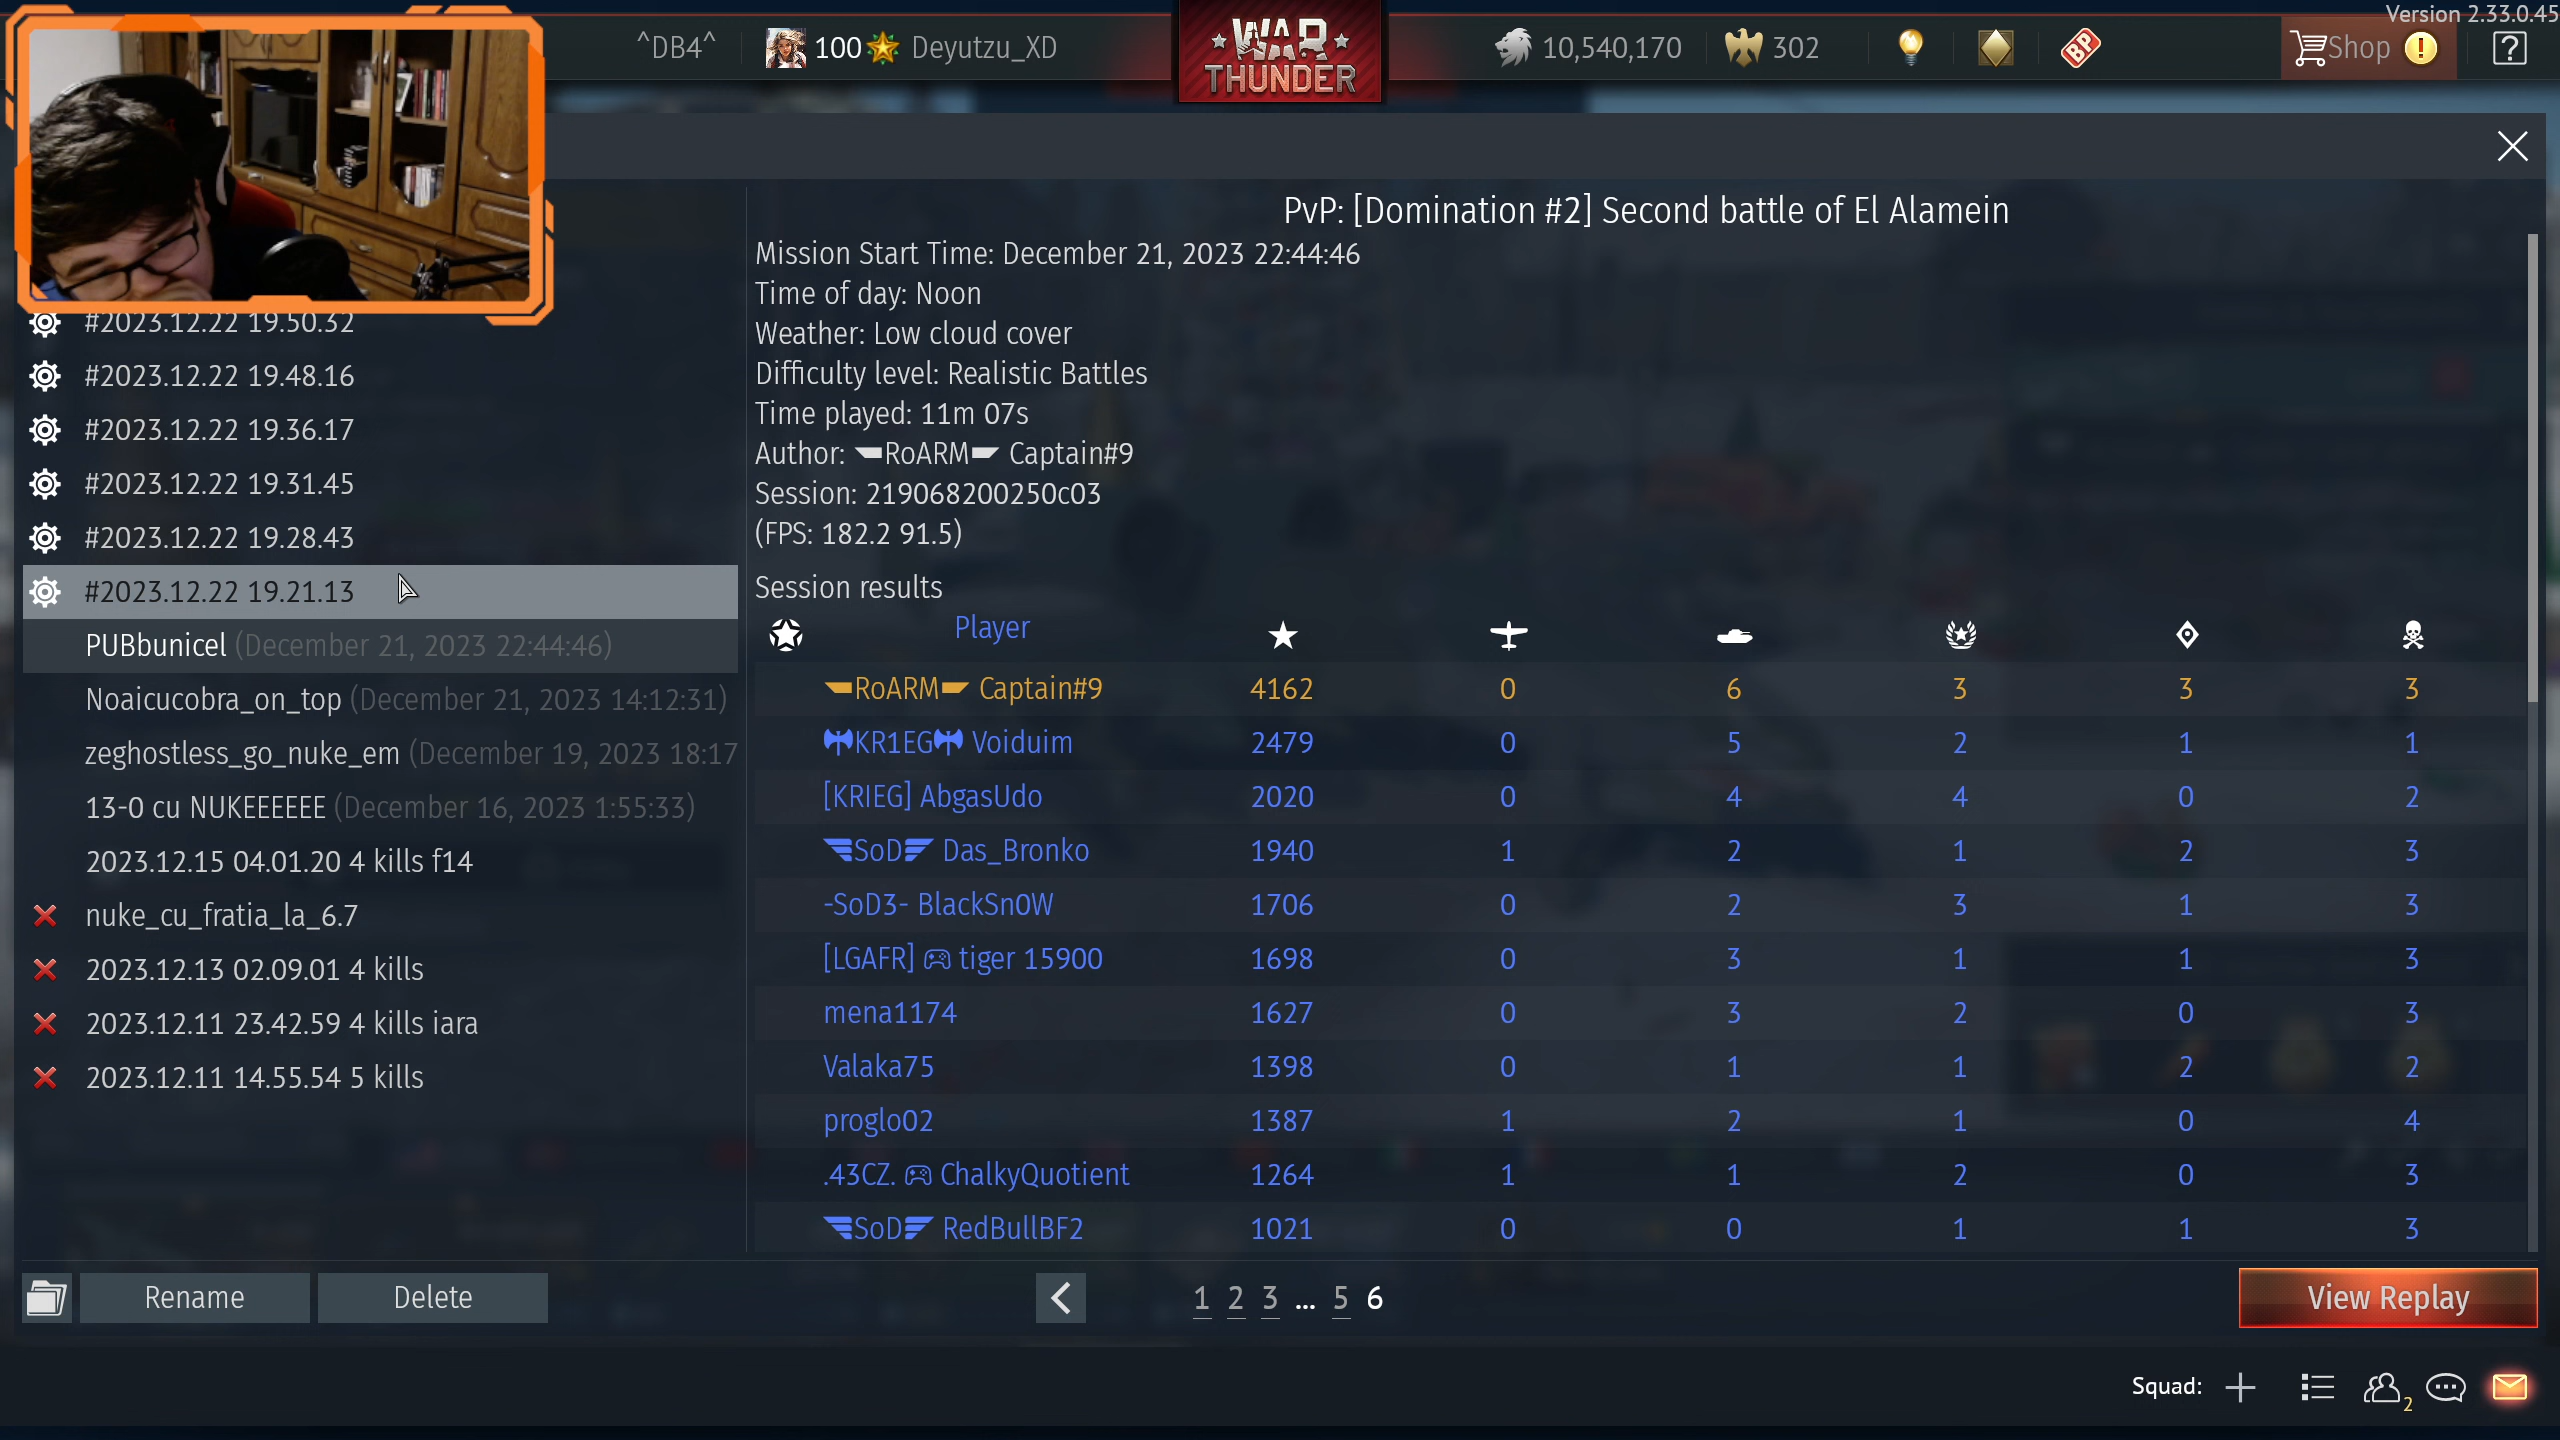 Version 2.33.0.45
^DB4^ 100 Deyutzu_XD WAR THUNDER 10,540,170 302 BP Shop ! ?
PvP: [Domination #2] Second battle of El Alamein
Mission Start Time: December 21, 2023 22:44:46
Time of day: Noon
Weather: Low cloud cover
Difficulty level: Realistic Battles
Time played: 11m 07s
Author: RoARM Captain#9
Session: 219068200250c03
(FPS: 182.2 91.5)
Session results
#2023.12.22 19.50.32
#2023.12.22 19.48.16
#2023.12.22 19.36.17
#2023.12.22 19.31.45
#2023.12.22 19.28.43
#2023.12.22 19.21.13
PUBbunicel (December 21, 2023 22:44:46)
Noaicucobra_on_top (December 21, 2023 14:12:31)
zeghostless_go_nuke_em (December 19, 2023 18:17
13-0 cu NUKEEEEEE (December 16, 2023 1:55:33)
2023.12.15 04.01.20 4 kills f14
nuke_cu_fratia_la_6.7
2023.12.13 02.09.01 4 kills
2023.12.11 23.42.59 4 kills iara
2023.12.11 14.55.54 5 kills
Player
RoARM Captain#9 4162 0 6 3 3 3
KR1EG Voiduim 2479 0 5 2 1 1
[KRIEG] AbgasUdo 2020 0 4 4 0 2
SoD Das_Bronko 1940 1 2 1 2 3
-SoD3- BlackSn0W 1706 0 2 3 1 3
[LGAFR] tiger 15900 1698 0 3 1 1 3
mena1174 1627 0 3 2 0 3
Valaka75 1398 0 1 1 2 2
proglo02 1387 1 2 1 0 4
.43CZ. ChalkyQuotient 1264 1 1 2 0 3
SoD RedBullBF2 1021 0 0 1 1 3
Rename Delete 1 2 3 ... 5 6 View Replay
Squad: 2